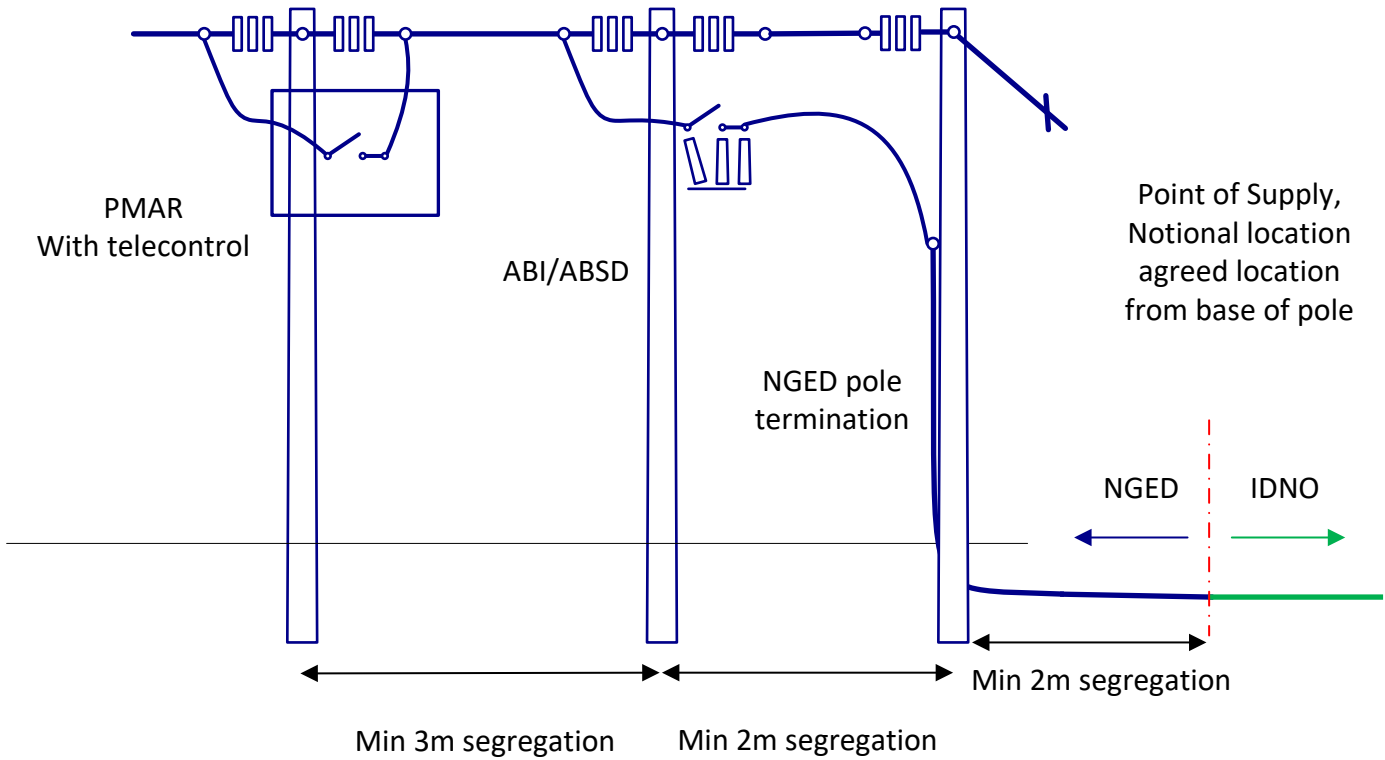 PMAR
With telecontrol
ABI/ABSD
NGED pole
termination
Point of Supply,
Notional location
agreed location
from base of pole
NGED
IDNO
Min 3m segregation
Min 2m segregation
Min 2m segregation